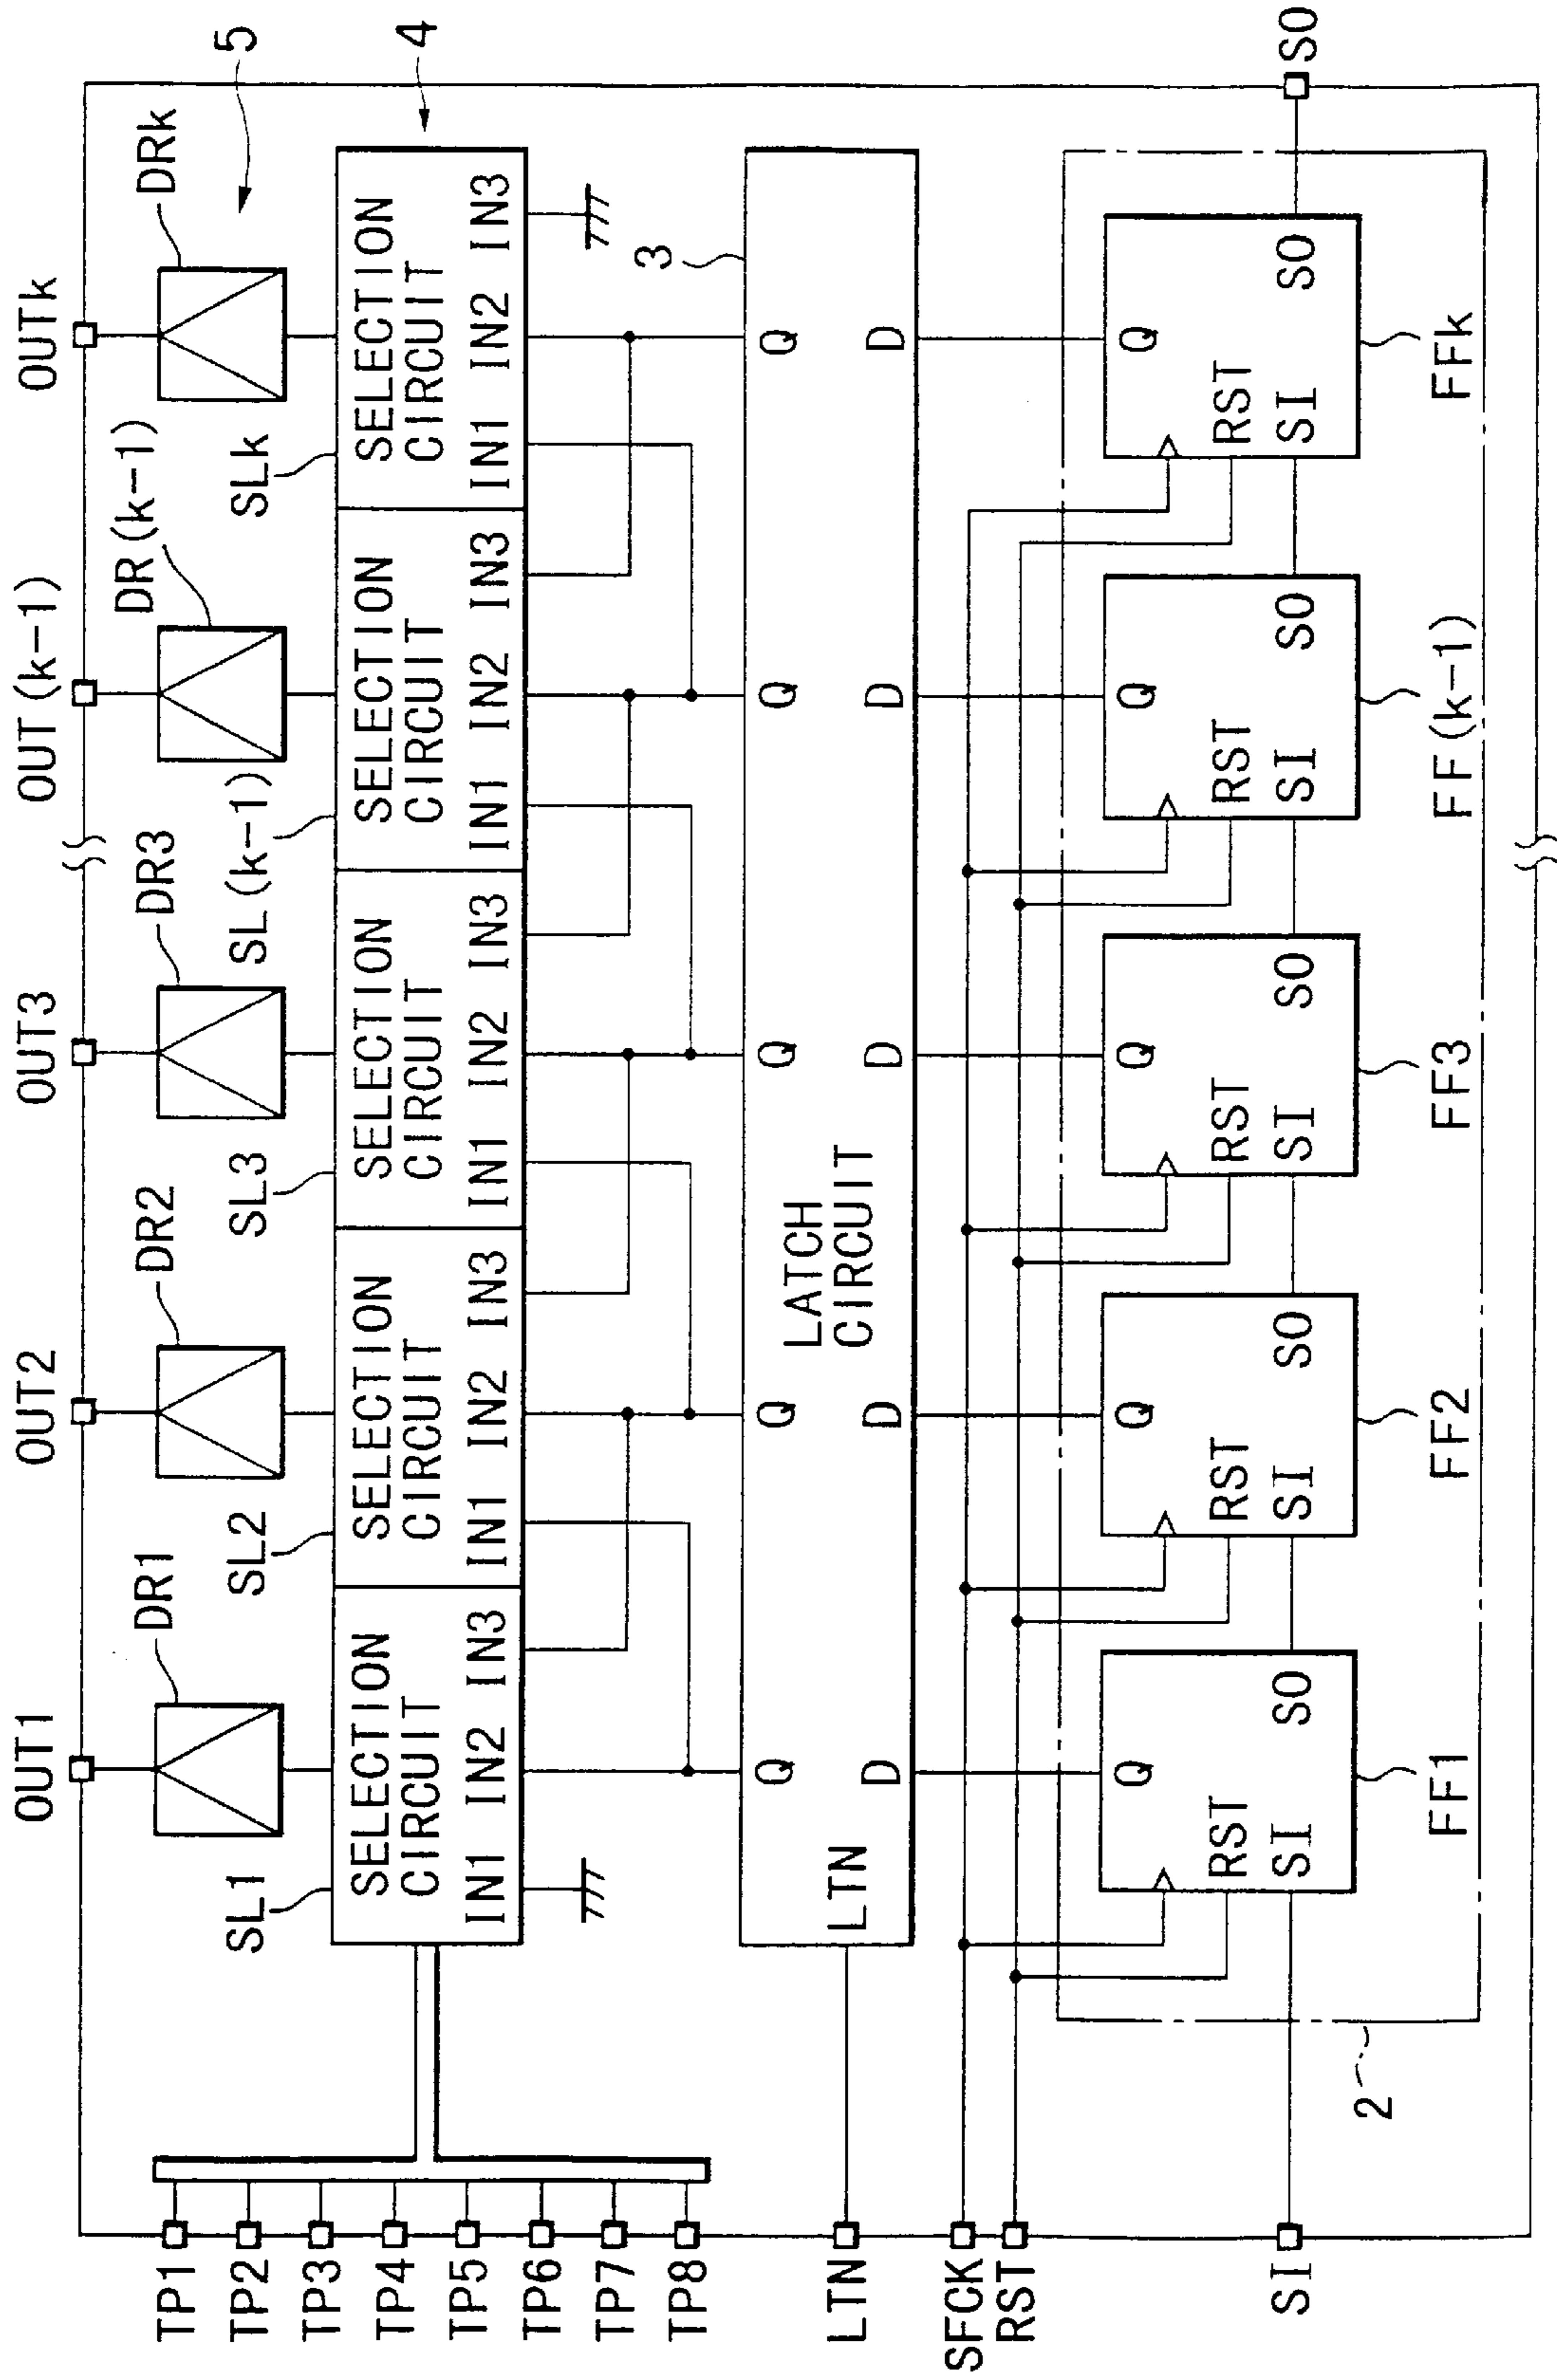 OUT1
OUT2
OUT3
OUT(k-1)
OUTk
DR1
DR2
DR3
DR(k-1)
DRk
5
SL1
SL2
SL3
SL(k-1)
SLk
4
SELECTION
CIRCUIT
IN1 IN2 IN3
SELECTION
CIRCUIT
IN1 IN2 IN3
SELECTION
CIRCUIT
IN1 IN2 IN3
SELECTION
CIRCUIT
IN1 IN2 IN3
SELECTION
CIRCUIT
IN1 IN2 IN3
TP1
TP2
TP3
TP4
TP5
TP6
TP7
TP8
3
Q Q Q Q Q
LATCH
CIRCUIT
LTN
D D D D D
LTN
SFCK
RST
SI
Q
RST
SI SO
Q
RST
SI SO
Q
RST
SI SO
Q
RST
SI SO
Q
RST
SI SO
SO
2
FF1
FF2
FF3
FF(k-1)
FFk